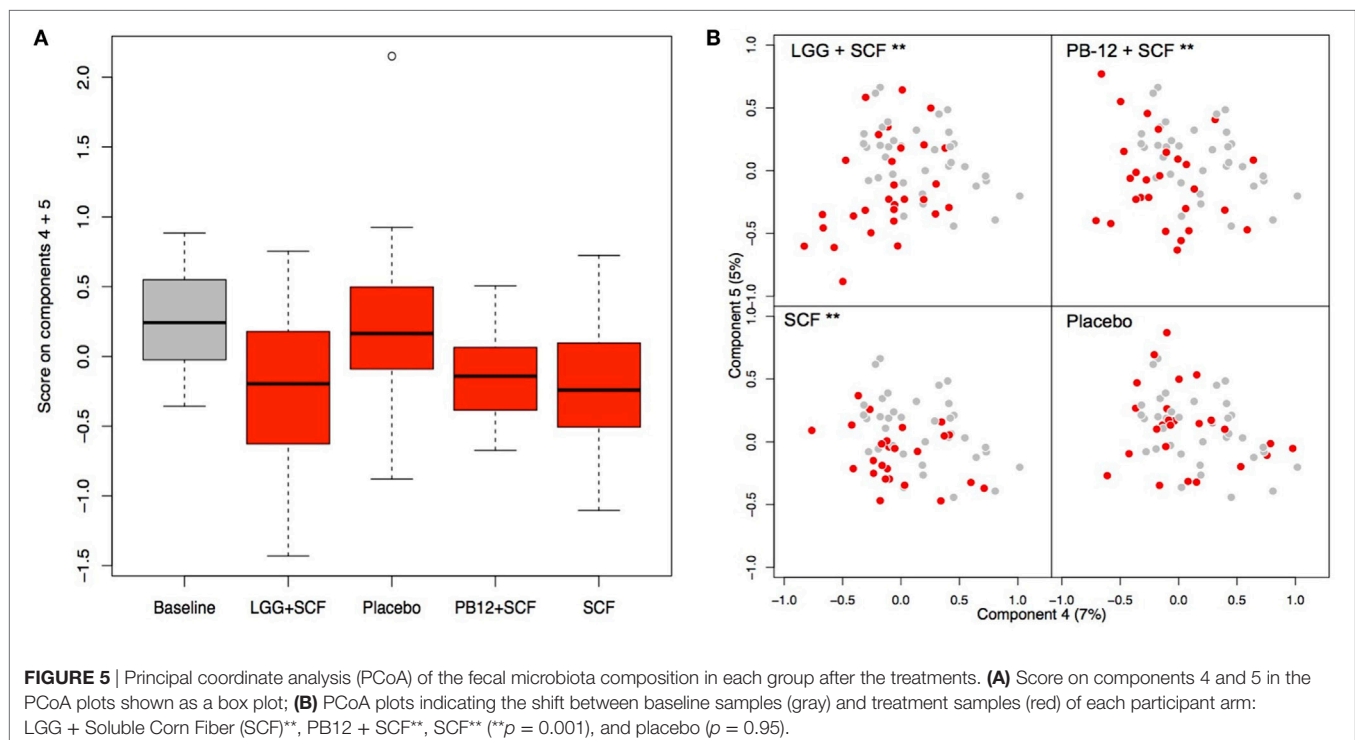 A
Score on components 4 + 5
2.0
1.5
1.0
0.5
0.0
−0.5
−1.0
−1.5
Baseline LGG+SCF Placebo PB12+SCF SCF
B
LGG + SCF **
PB-12 + SCF **
SCF **
Placebo
Component 5 (5%)
1.0
0.5
0.0
−0.5
−1.0
1.0
0.5
0.0
−0.5
−1.0
−1.0 −0.5 0.0 0.5 1.0 −1.0 −0.5 0.0 0.5 1.0
Component 4 (7%)
FIGURE 5 | Principal coordinate analysis (PCoA) of the fecal microbiota composition in each group after the treatments. (A) Score on components 4 and 5 in the
PCoA plots shown as a box plot; (B) PCoA plots indicating the shift between baseline samples (gray) and treatment samples (red) of each participant arm:
LGG + Soluble Corn Fiber (SCF)**, PB12 + SCF**, SCF** (**p = 0.001), and placebo (p = 0.95).